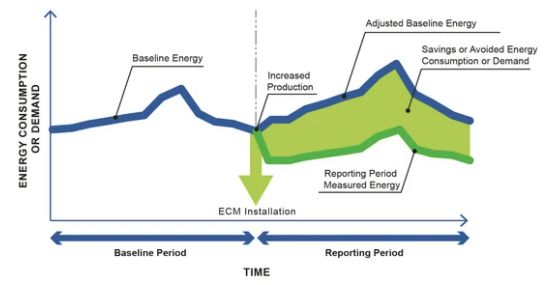 Adjusted Baseline Energy
Baseline Energy
Savings or Avoided Energy
Consumption or Demand
Increased
Production
ENERGY CONSUMPTION
OR DEMAND
Reporting Period
Measured Energy
ECM Installation
Baseline Period
Reporting Period
TIME